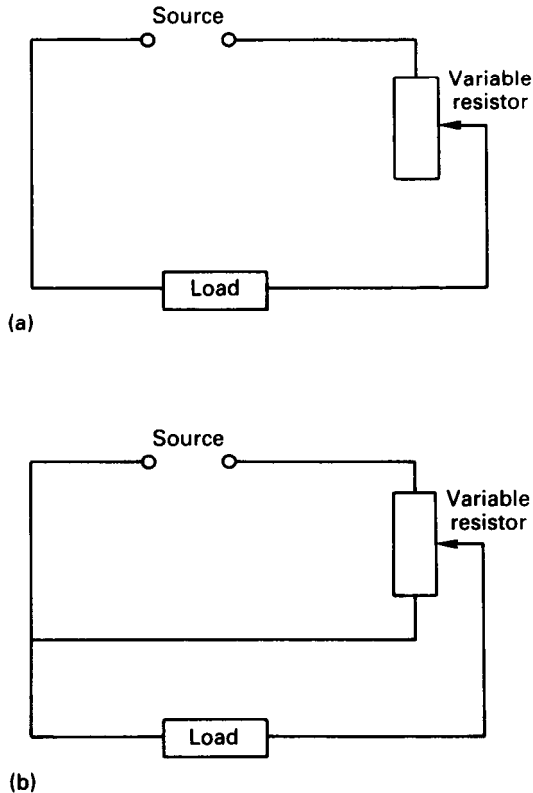 Source
Variable
resistor
Load
(a)
Source
Variable
resistor
Load
(b)